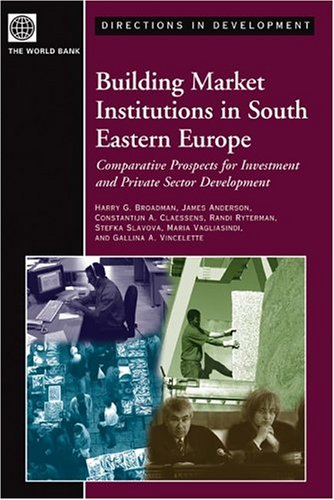 THE WORLD BANK
DIRECTIONS IN DEVELOPMENT
Building Market
Institutions in South
Eastern Europe
Comparative Prospects for Investment
and Private Sector Development
HARRY G. BROADMAN, JAMES ANDERSON,
CONSTANTIJN A. CLAESSENS, RANDI RYTERMAN,
STEFKA SLAVOVA, MARIA VAGLIASINDI,
AND GALLINA A. VINCELETTE